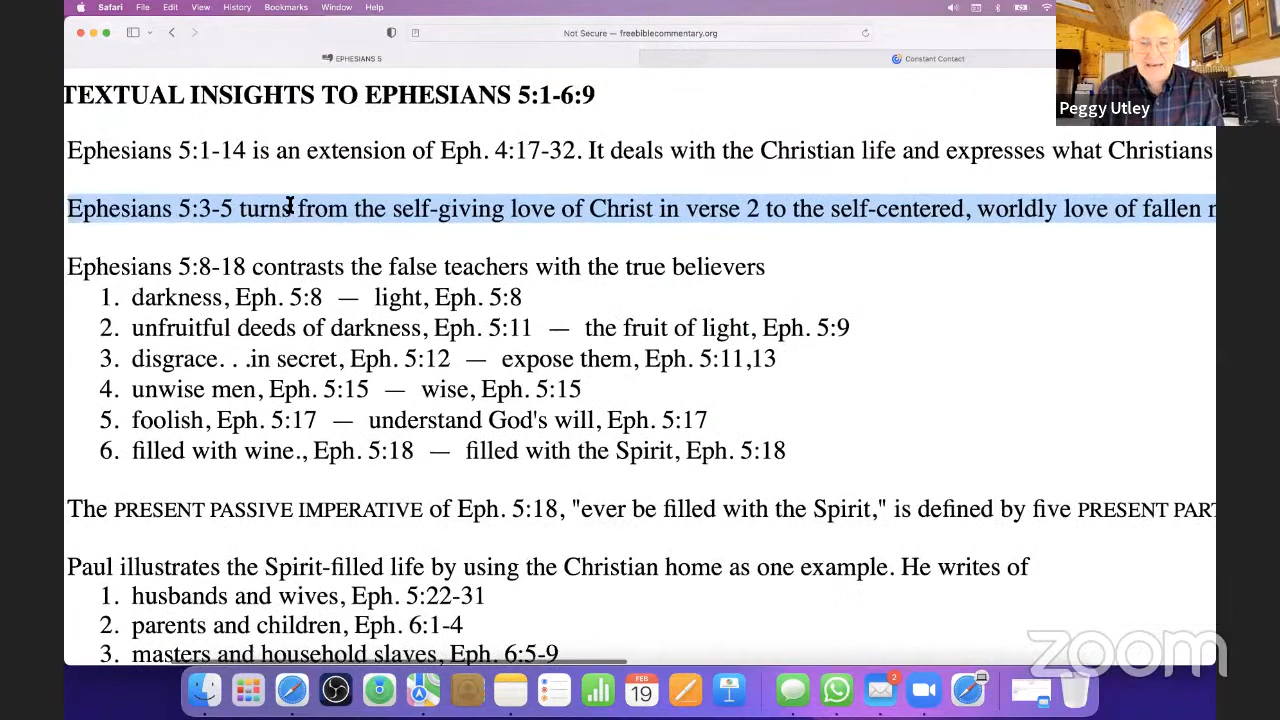 Safari File Edit View History Bookmarks Window Help
Not Secure — freebiblecommentary.org
EPHESIANS 5
Constant Contact
Peggy Utley
TEXTUAL INSIGHTS TO EPHESIANS 5:1-6:9
Ephesians 5:1-14 is an extension of Eph. 4:17-32. It deals with the Christian life and expresses what Christians
Ephesians 5:3-5 turns from the self-giving love of Christ in verse 2 to the self-centered, worldly love of fallen
Ephesians 5:8-18 contrasts the false teachers with the true believers
1. darkness, Eph. 5:8 — light, Eph. 5:8
2. unfruitful deeds of darkness, Eph. 5:11 — the fruit of light, Eph. 5:9
3. disgrace. . .in secret, Eph. 5:12 — expose them, Eph. 5:11,13
4. unwise men, Eph. 5:15 — wise, Eph. 5:15
5. foolish, Eph. 5:17 — understand God's will, Eph. 5:17
6. filled with wine., Eph. 5:18 — filled with the Spirit, Eph. 5:18
The PRESENT PASSIVE IMPERATIVE of Eph. 5:18, "ever be filled with the Spirit," is defined by five PRESENT PART
Paul illustrates the Spirit-filled life by using the Christian home as one example. He writes of
1. husbands and wives, Eph. 5:22-31
2. parents and children, Eph. 6:1-4
3. masters and household slaves, Eph. 6:5-9
zoom
FEB
19
2